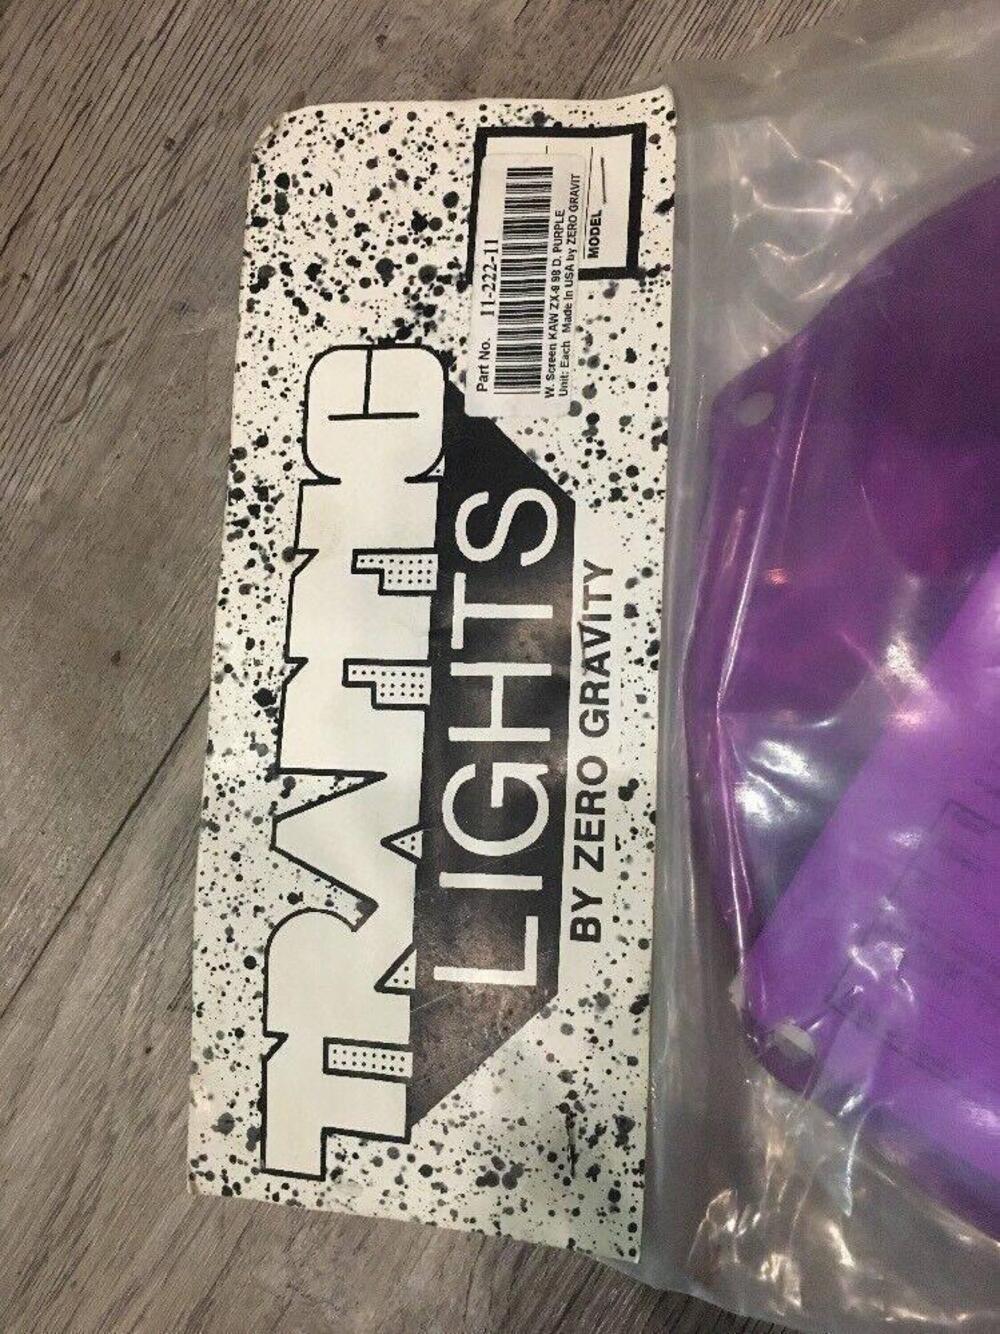 TRAFFIC
LIGHTS
BY ZERO GRAVITY
Part No. 11-222-11
W. Screen KAW ZX-9 98 D. PURPLE
Unit: Each Made In USA by ZERO GRAVIT
MODEL